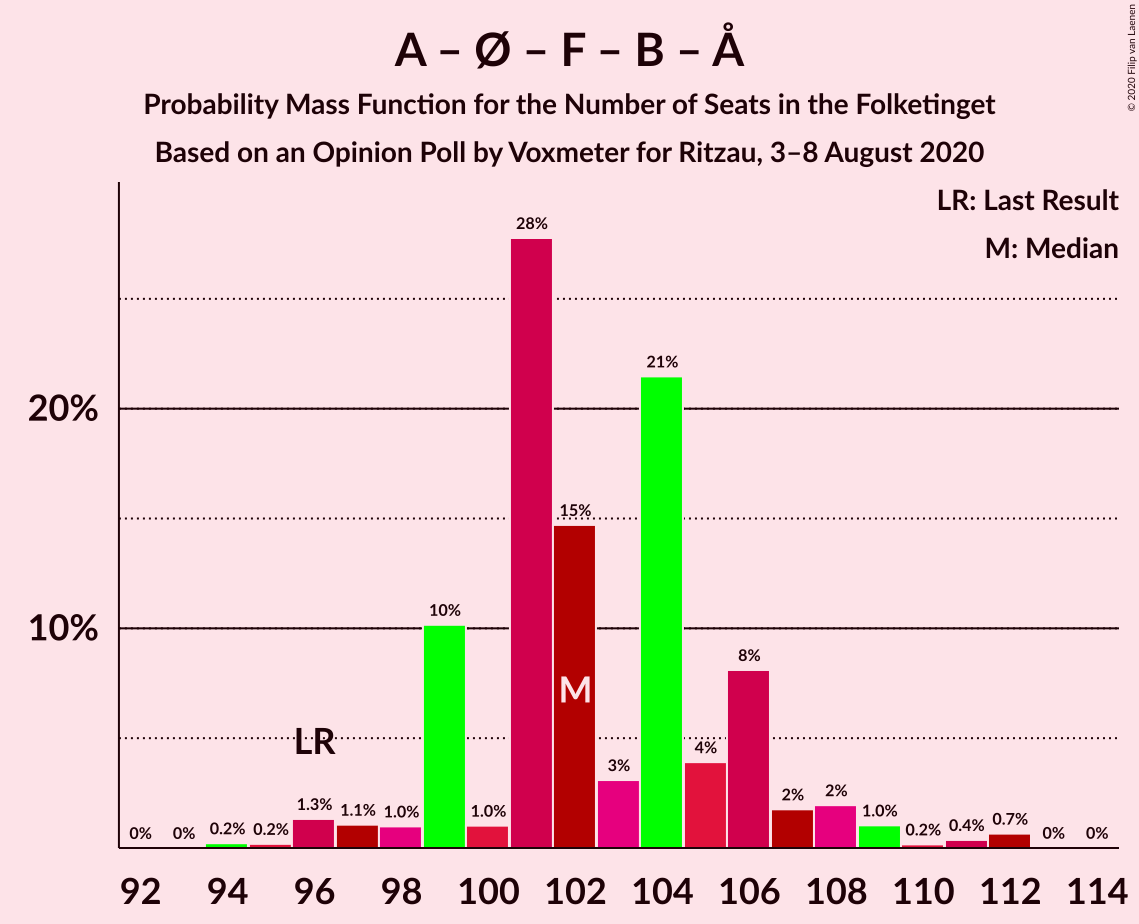 A – Ø – F – B – Å
Probability Mass Function for the Number of Seats in the Folketinget
Based on an Opinion Poll by Voxmeter for Ritzau, 3–8 August 2020
© 2020 Filip van Laenen
LR: Last Result
M: Median
28%
21%
20%
15%
10%
10%
8%
M
LR
4%
3%
2%
2%
1.3%
1.1%
1.0%
1.0%
1.0%
0.7%
0%
0%
0.2%
0.2%
0.2%
0.4%
0%
0%
92 94 96 98 100 102 104 106 108 110 112 114